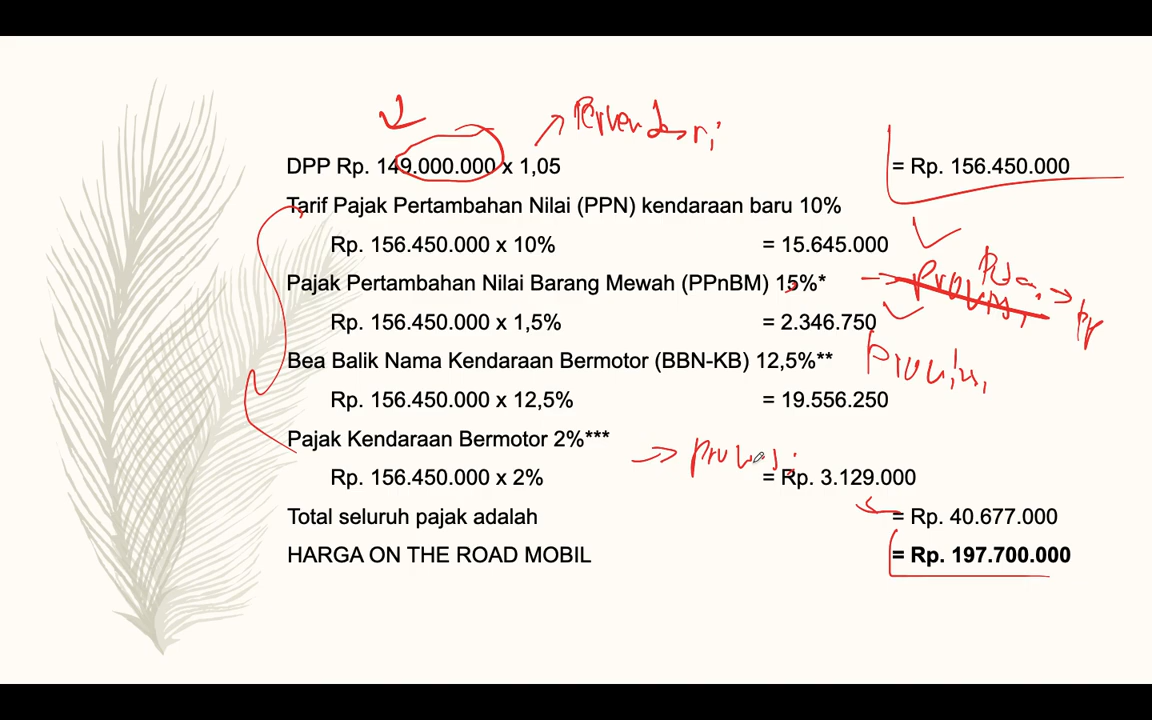 DPP Rp. 149.000.000 x 1,05 = Rp. 156.450.000
Tarif Pajak Pertambahan Nilai (PPN) kendaraan baru 10%
Rp. 156.450.000 x 10% = 15.645.000
Pajak Pertambahan Nilai Barang Mewah (PPnBM) 15%*
Rp. 156.450.000 x 1,5% = 2.346.750
Bea Balik Nama Kendaraan Bermotor (BBN-KB) 12,5%**
Rp. 156.450.000 x 12,5% = 19.556.250
Pajak Kendaraan Bermotor 2%***
Rp. 156.450.000 x 2% = Rp. 3.129.000
Total seluruh pajak adalah = Rp. 40.677.000
HARGA ON THE ROAD MOBIL = Rp. 197.700.000